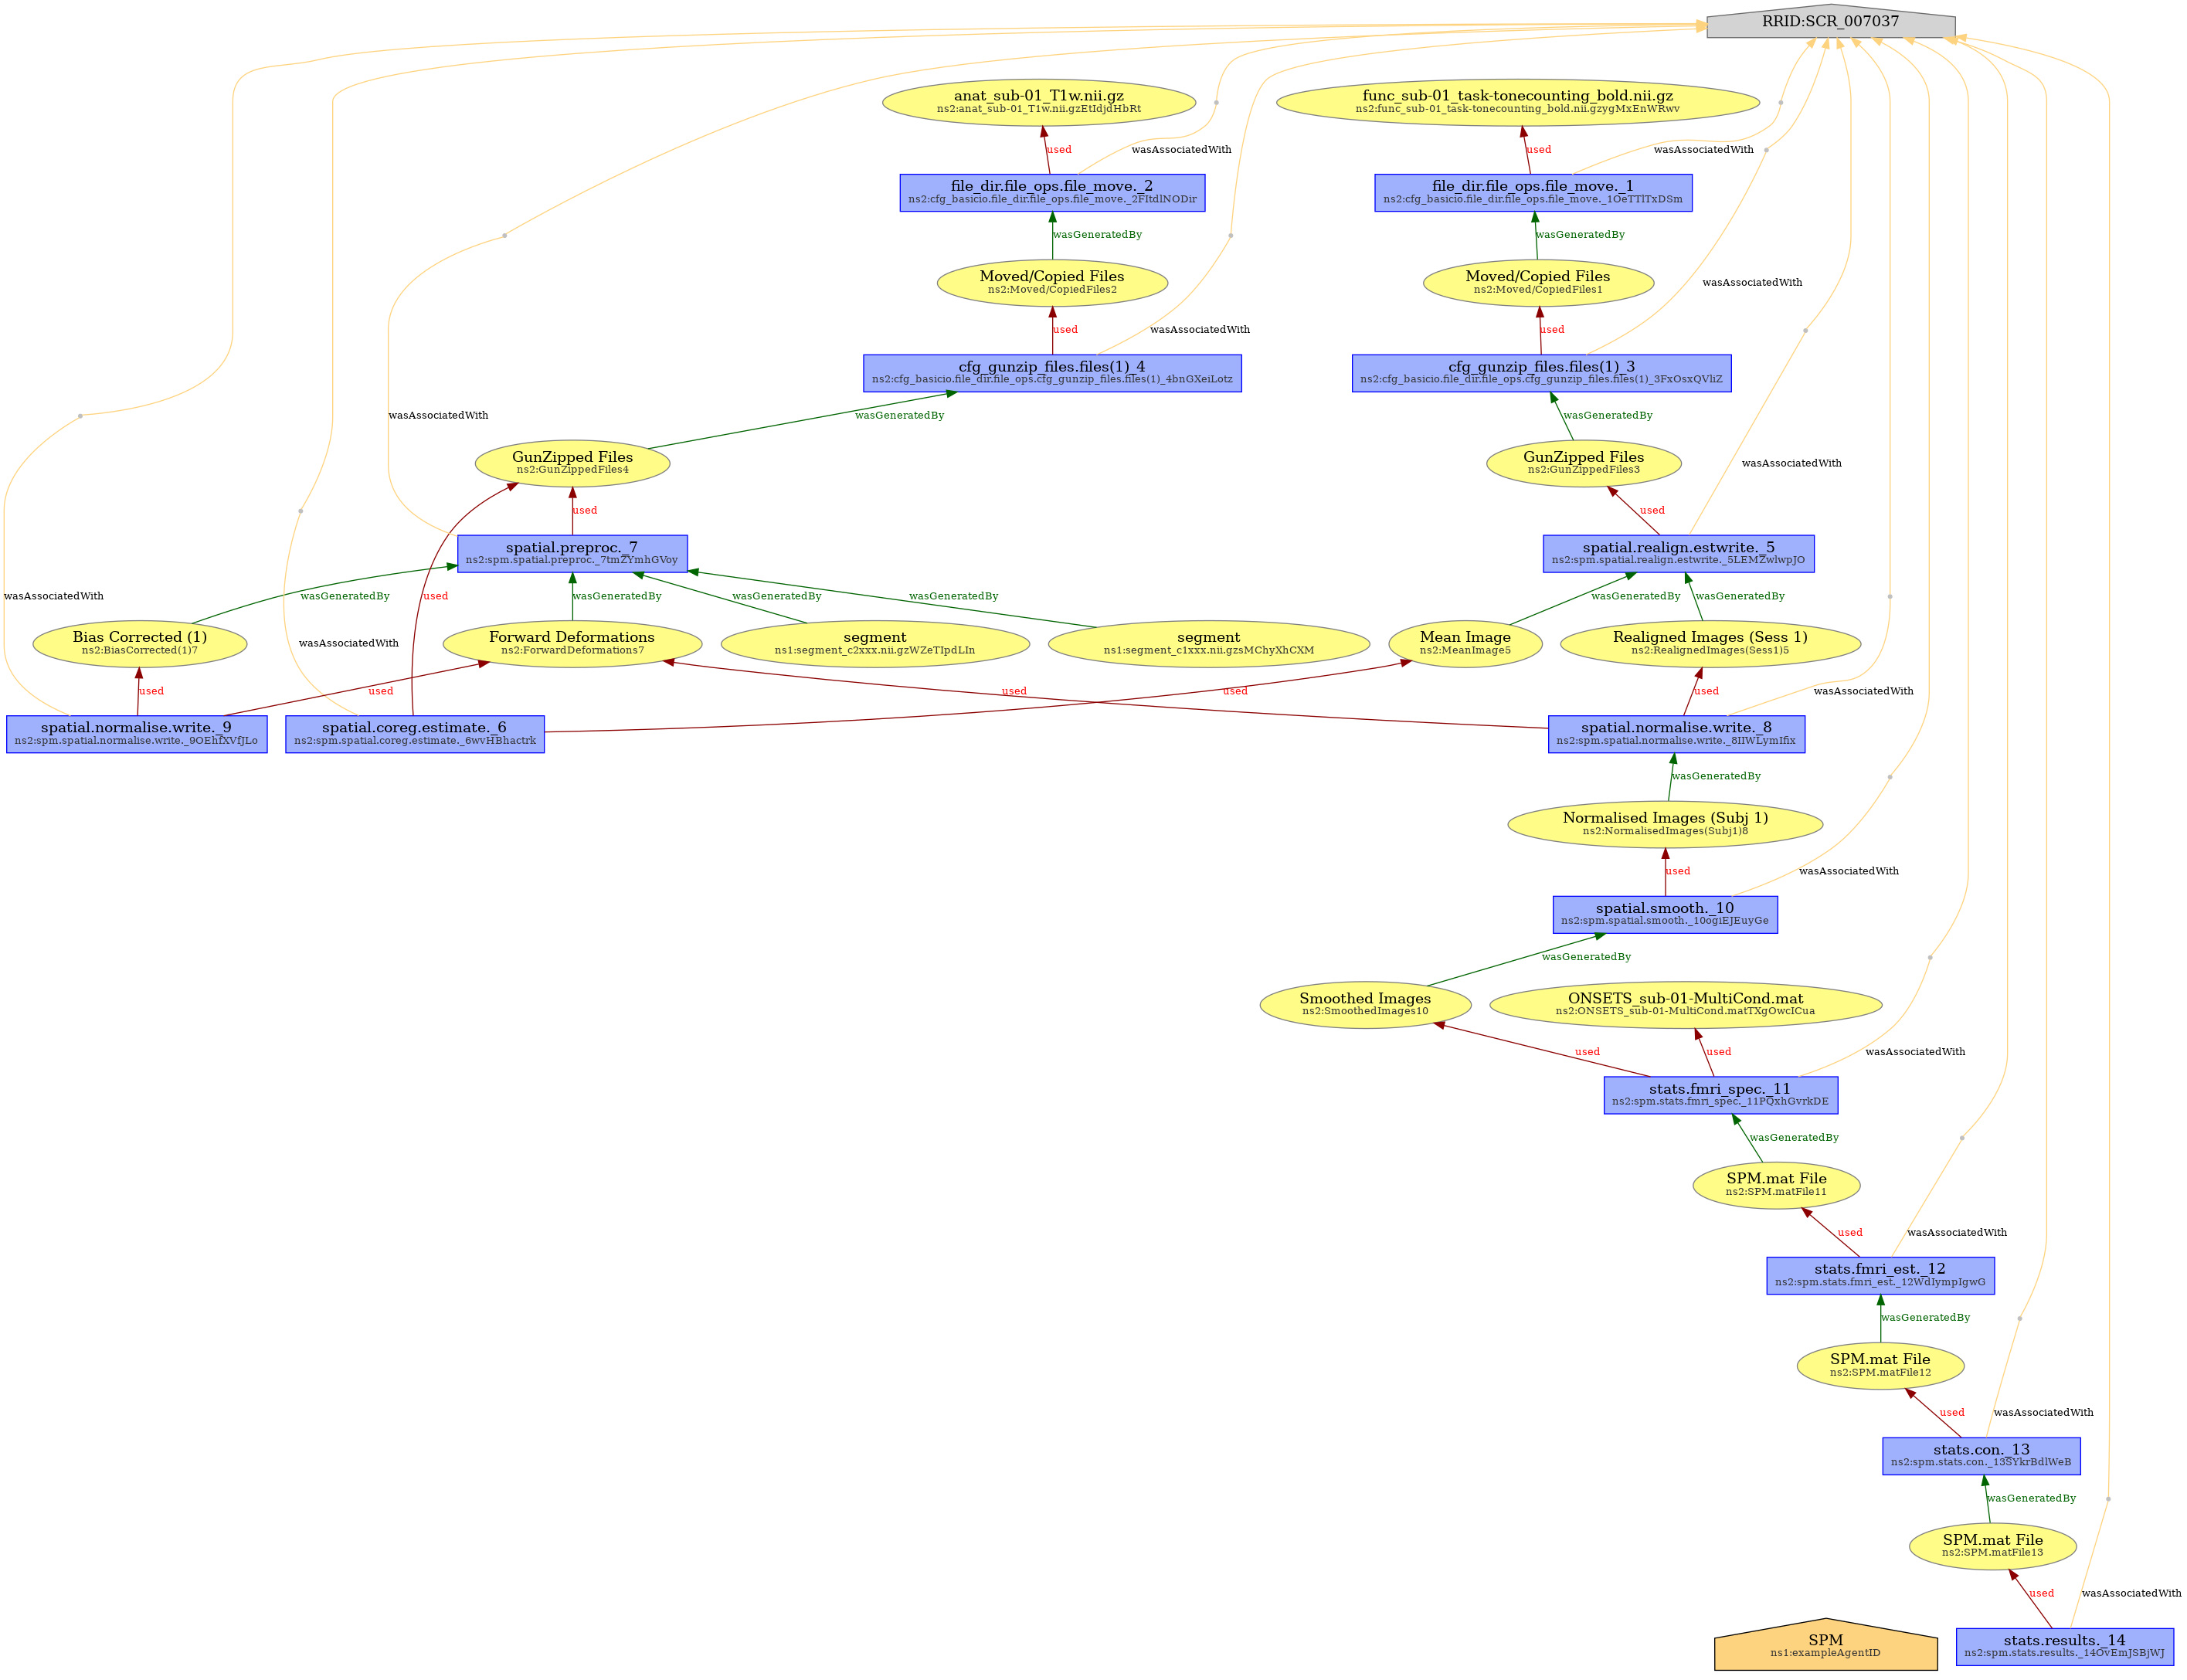 RRID:SCR_007037
anat_sub-01_T1w.nii.gz
ns2:anat_sub-01_T1w.nii.gzEtIdjdHbRt
func_sub-01_task-tonecounting_bold.nii.gz
ns2:func_sub-01_task-tonecounting_bold.nii.gzygMxEnWRwv
used
wasAssociatedWith
used
wasAssociatedWith
file_dir.file_ops.file_move._2
ns2:cfg_basicio.file_dir.file_ops.file_move._2FItdlNODir
file_dir.file_ops.file_move._1
ns2:cfg_basicio.file_dir.file_ops.file_move._1OeTTlTxDSm
wasGeneratedBy
wasGeneratedBy
Moved/Copied Files
ns2:Moved/CopiedFiles2
Moved/Copied Files
ns2:Moved/CopiedFiles1
wasAssociatedWith
used
wasAssociatedWith
used
cfg_gunzip_files.files(1)_4
ns2:cfg_basicio.file_dir.file_ops.cfg_gunzip_files.files(1)_4bnGXeiLotz
cfg_gunzip_files.files(1)_3
ns2:cfg_basicio.file_dir.file_ops.cfg_gunzip_files.files(1)_3FxOsxQVliZ
wasAssociatedWith
wasGeneratedBy
wasGeneratedBy
GunZipped Files
ns2:GunZippedFiles4
GunZipped Files
ns2:GunZippedFiles3
wasAssociatedWith
used
used
spatial.preproc._7
ns2:spm.spatial.preproc._7tmZYmhGVoy
spatial.realign.estwrite._5
ns2:spm.spatial.realign.estwrite._5LEMZwlwpJO
wasAssociatedWith
wasGeneratedBy
used
wasGeneratedBy
wasGeneratedBy
wasGeneratedBy
wasGeneratedBy
wasGeneratedBy
wasAssociatedWith
Bias Corrected (1)
ns2:BiasCorrected(1)7
Forward Deformations
ns2:ForwardDeformations7
segment
ns1:segment_c2xxx.nii.gzWZeTIpdLIn
segment
ns1:segment_c1xxx.nii.gzsMChyXhCXM
Mean Image
ns2:MeanImage5
Realigned Images (Sess 1)
ns2:RealignedImages(Sess1)5
used
used
used
used
used
wasAssociatedWith
spatial.normalise.write._9
ns2:spm.spatial.normalise.write._9OEhfXVfJLo
spatial.coreg.estimate._6
ns2:spm.spatial.coreg.estimate._6wvHBhactrk
spatial.normalise.write._8
ns2:spm.spatial.normalise.write._8IIWLymIfix
wasGeneratedBy
Normalised Images (Subj 1)
ns2:NormalisedImages(Subj1)8
used
wasAssociatedWith
spatial.smooth._10
ns2:spm.spatial.smooth._10ogiEJEuyGe
wasGeneratedBy
Smoothed Images
ns2:SmoothedImages10
ONSETS_sub-01-MultiCond.mat
ns2:ONSETS_sub-01-MultiCond.matTXgOwcICua
used
used
wasAssociatedWith
stats.fmri_spec._11
ns2:spm.stats.fmri_spec._11PQxhGvrkDE
wasGeneratedBy
SPM.mat File
ns2:SPM.matFile11
used
wasAssociatedWith
stats.fmri_est._12
ns2:spm.stats.fmri_est._12WdIympIgwG
wasGeneratedBy
SPM.mat File
ns2:SPM.matFile12
used
wasAssociatedWith
stats.con._13
ns2:spm.stats.con._13SYkrBdlWeB
wasGeneratedBy
SPM.mat File
ns2:SPM.matFile13
used
wasAssociatedWith
SPM
ns1:exampleAgentID
stats.results._14
ns2:spm.stats.results._14OvEmJSBjWJ